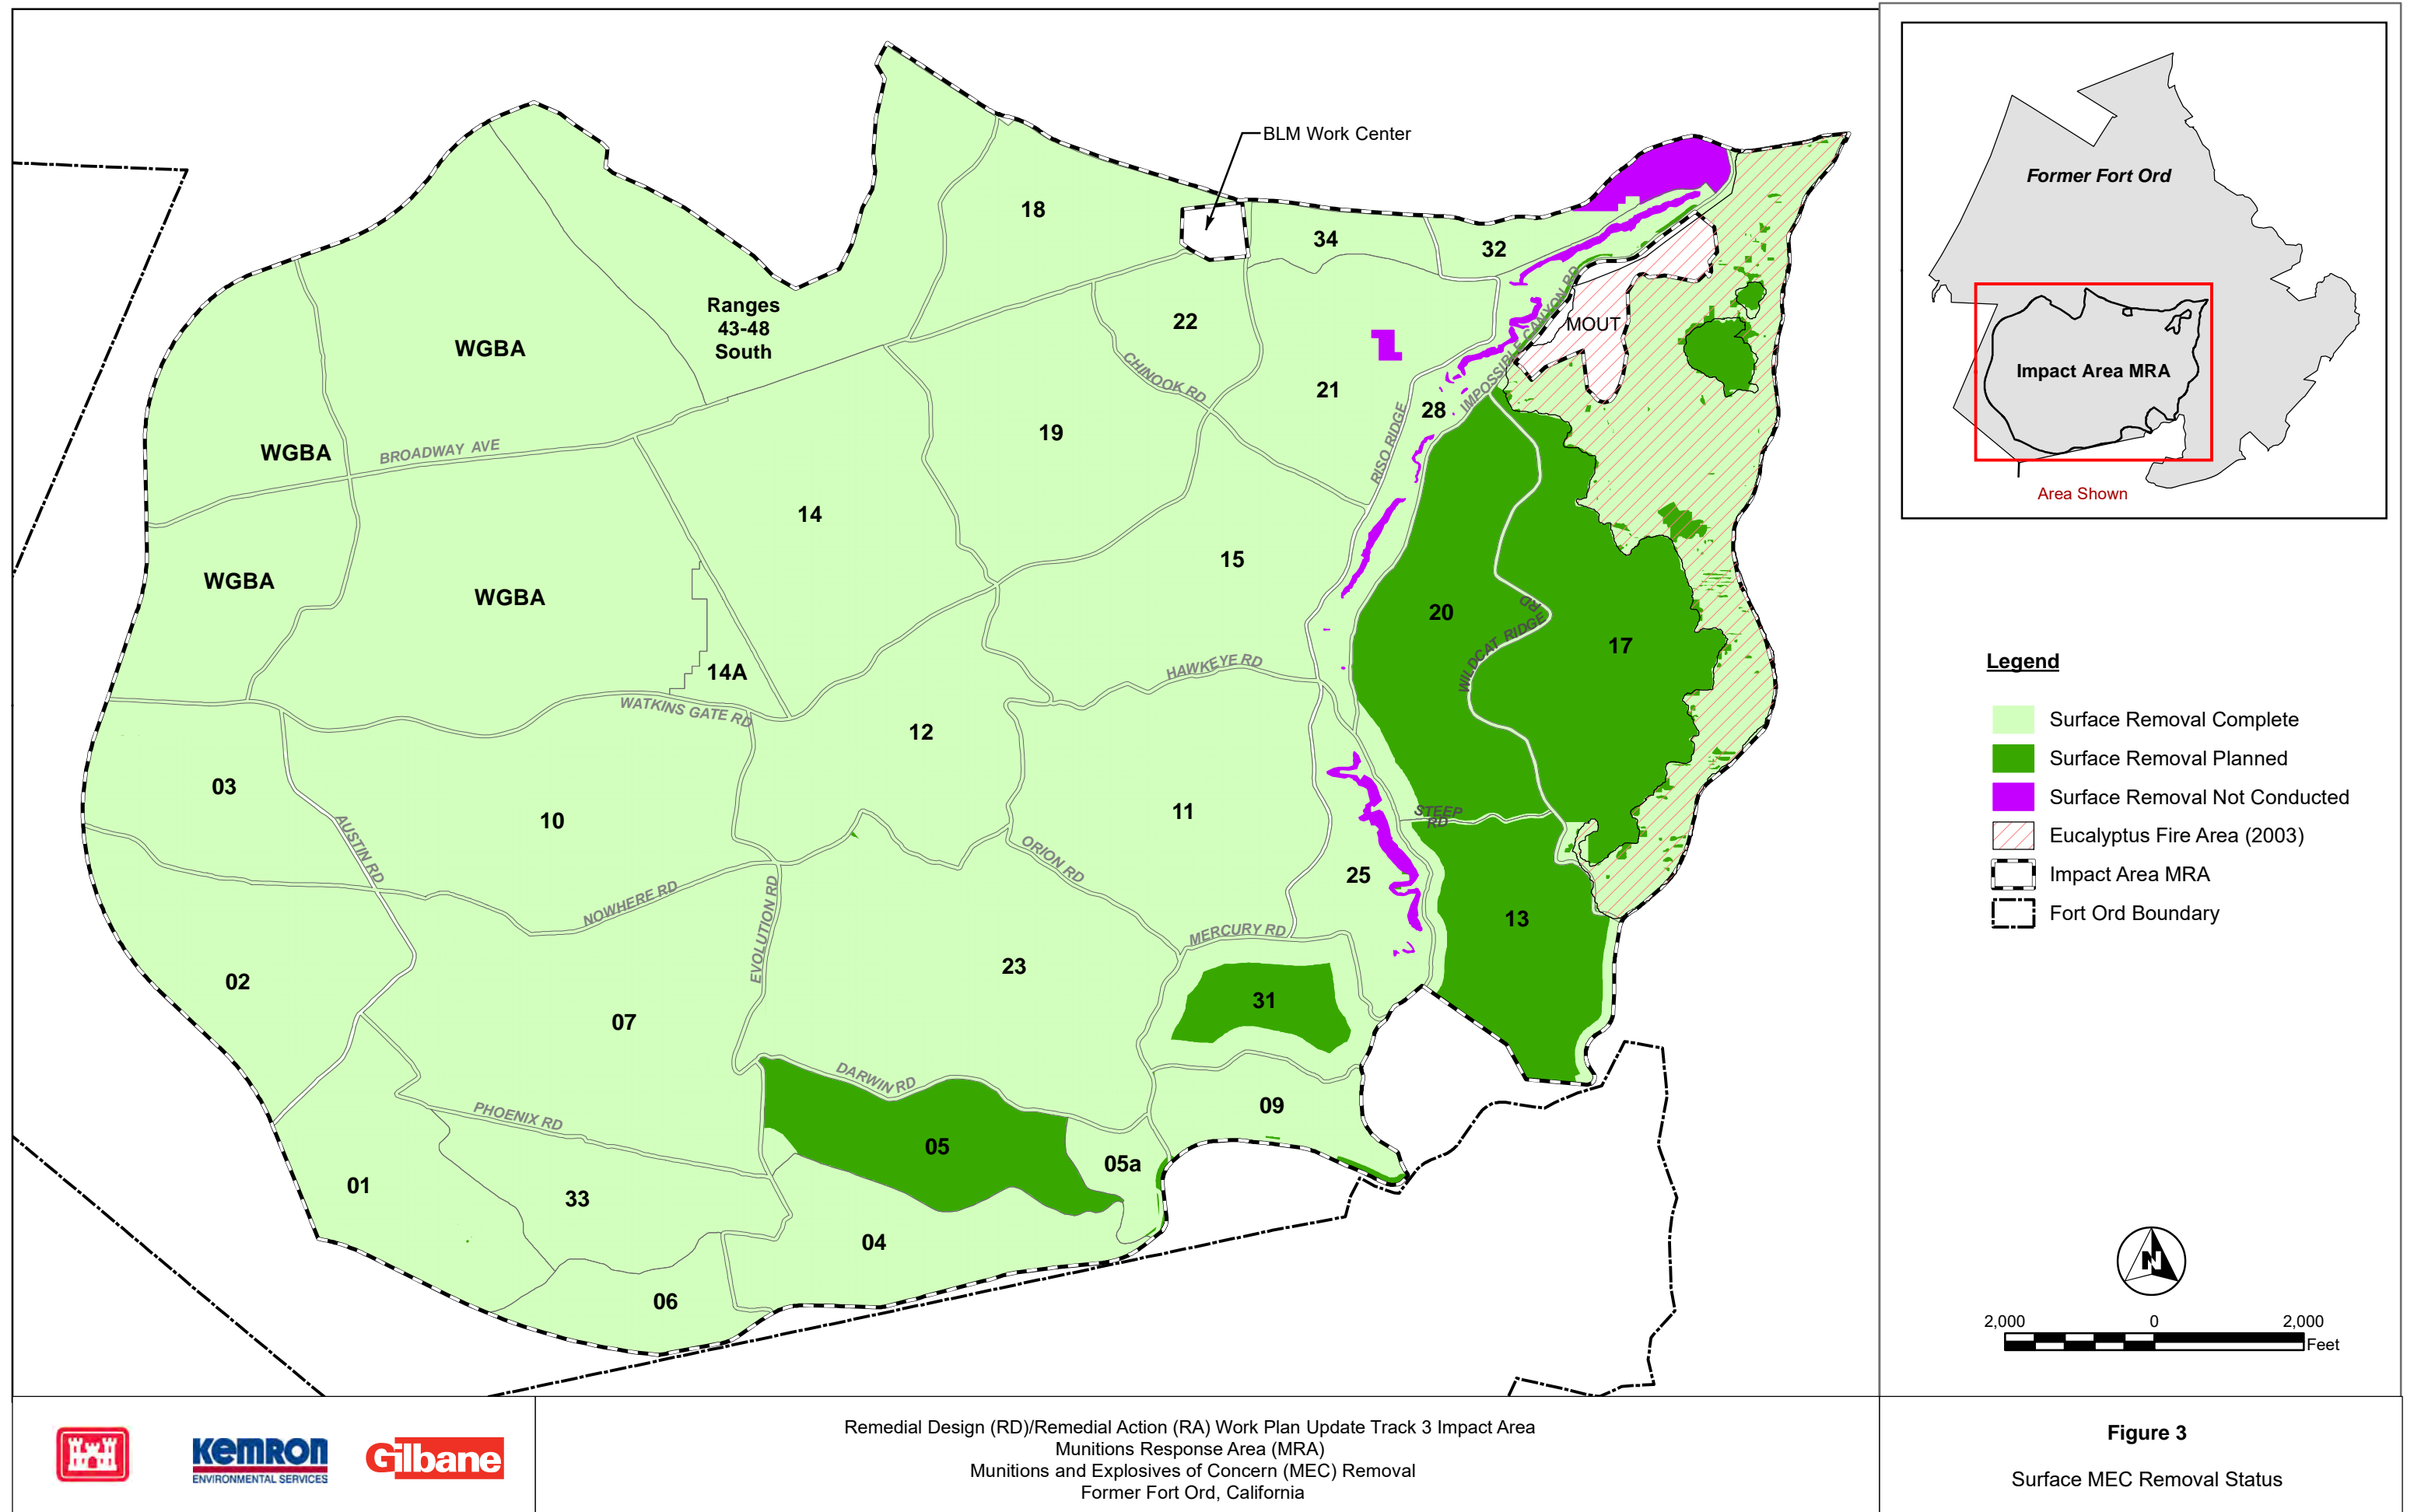 BLM Work Center
18
34
32
Ranges
43-48
South
WGBA
22
MOUT
IMPOSSIBLE CANYON RD
CHINOOK RD
21
28
19
RISO RIDGE
WGBA
BROADWAY AVE
14
15
WGBA
WGBA
20
WILDCAT RIDGE
RD
17
14A
HAWKEYE RD
WATKINS GATE RD
12
03
10
11
STEEP
RD
AUSTIN RD
ORION RD
25
NOWHERE RD
EVOLUTION RD
13
MERCURY RD
02
23
31
07
DARWIN RD
PHOENIX RD
09
05
05a
01
33
04
06
Former Fort Ord
Impact Area MRA
Area Shown
Legend
Surface Removal Complete
Surface Removal Planned
Surface Removal Not Conducted
Eucalyptus Fire Area (2003)
Impact Area MRA
Fort Ord Boundary
N
2,000 0 2,000
Feet
KEMRON
ENVIRONMENTAL SERVICES
Gilbane
Remedial Design (RD)/Remedial Action (RA) Work Plan Update Track 3 Impact Area
Munitions Response Area (MRA)
Munitions and Explosives of Concern (MEC) Removal
Former Fort Ord, California
Figure 3
Surface MEC Removal Status